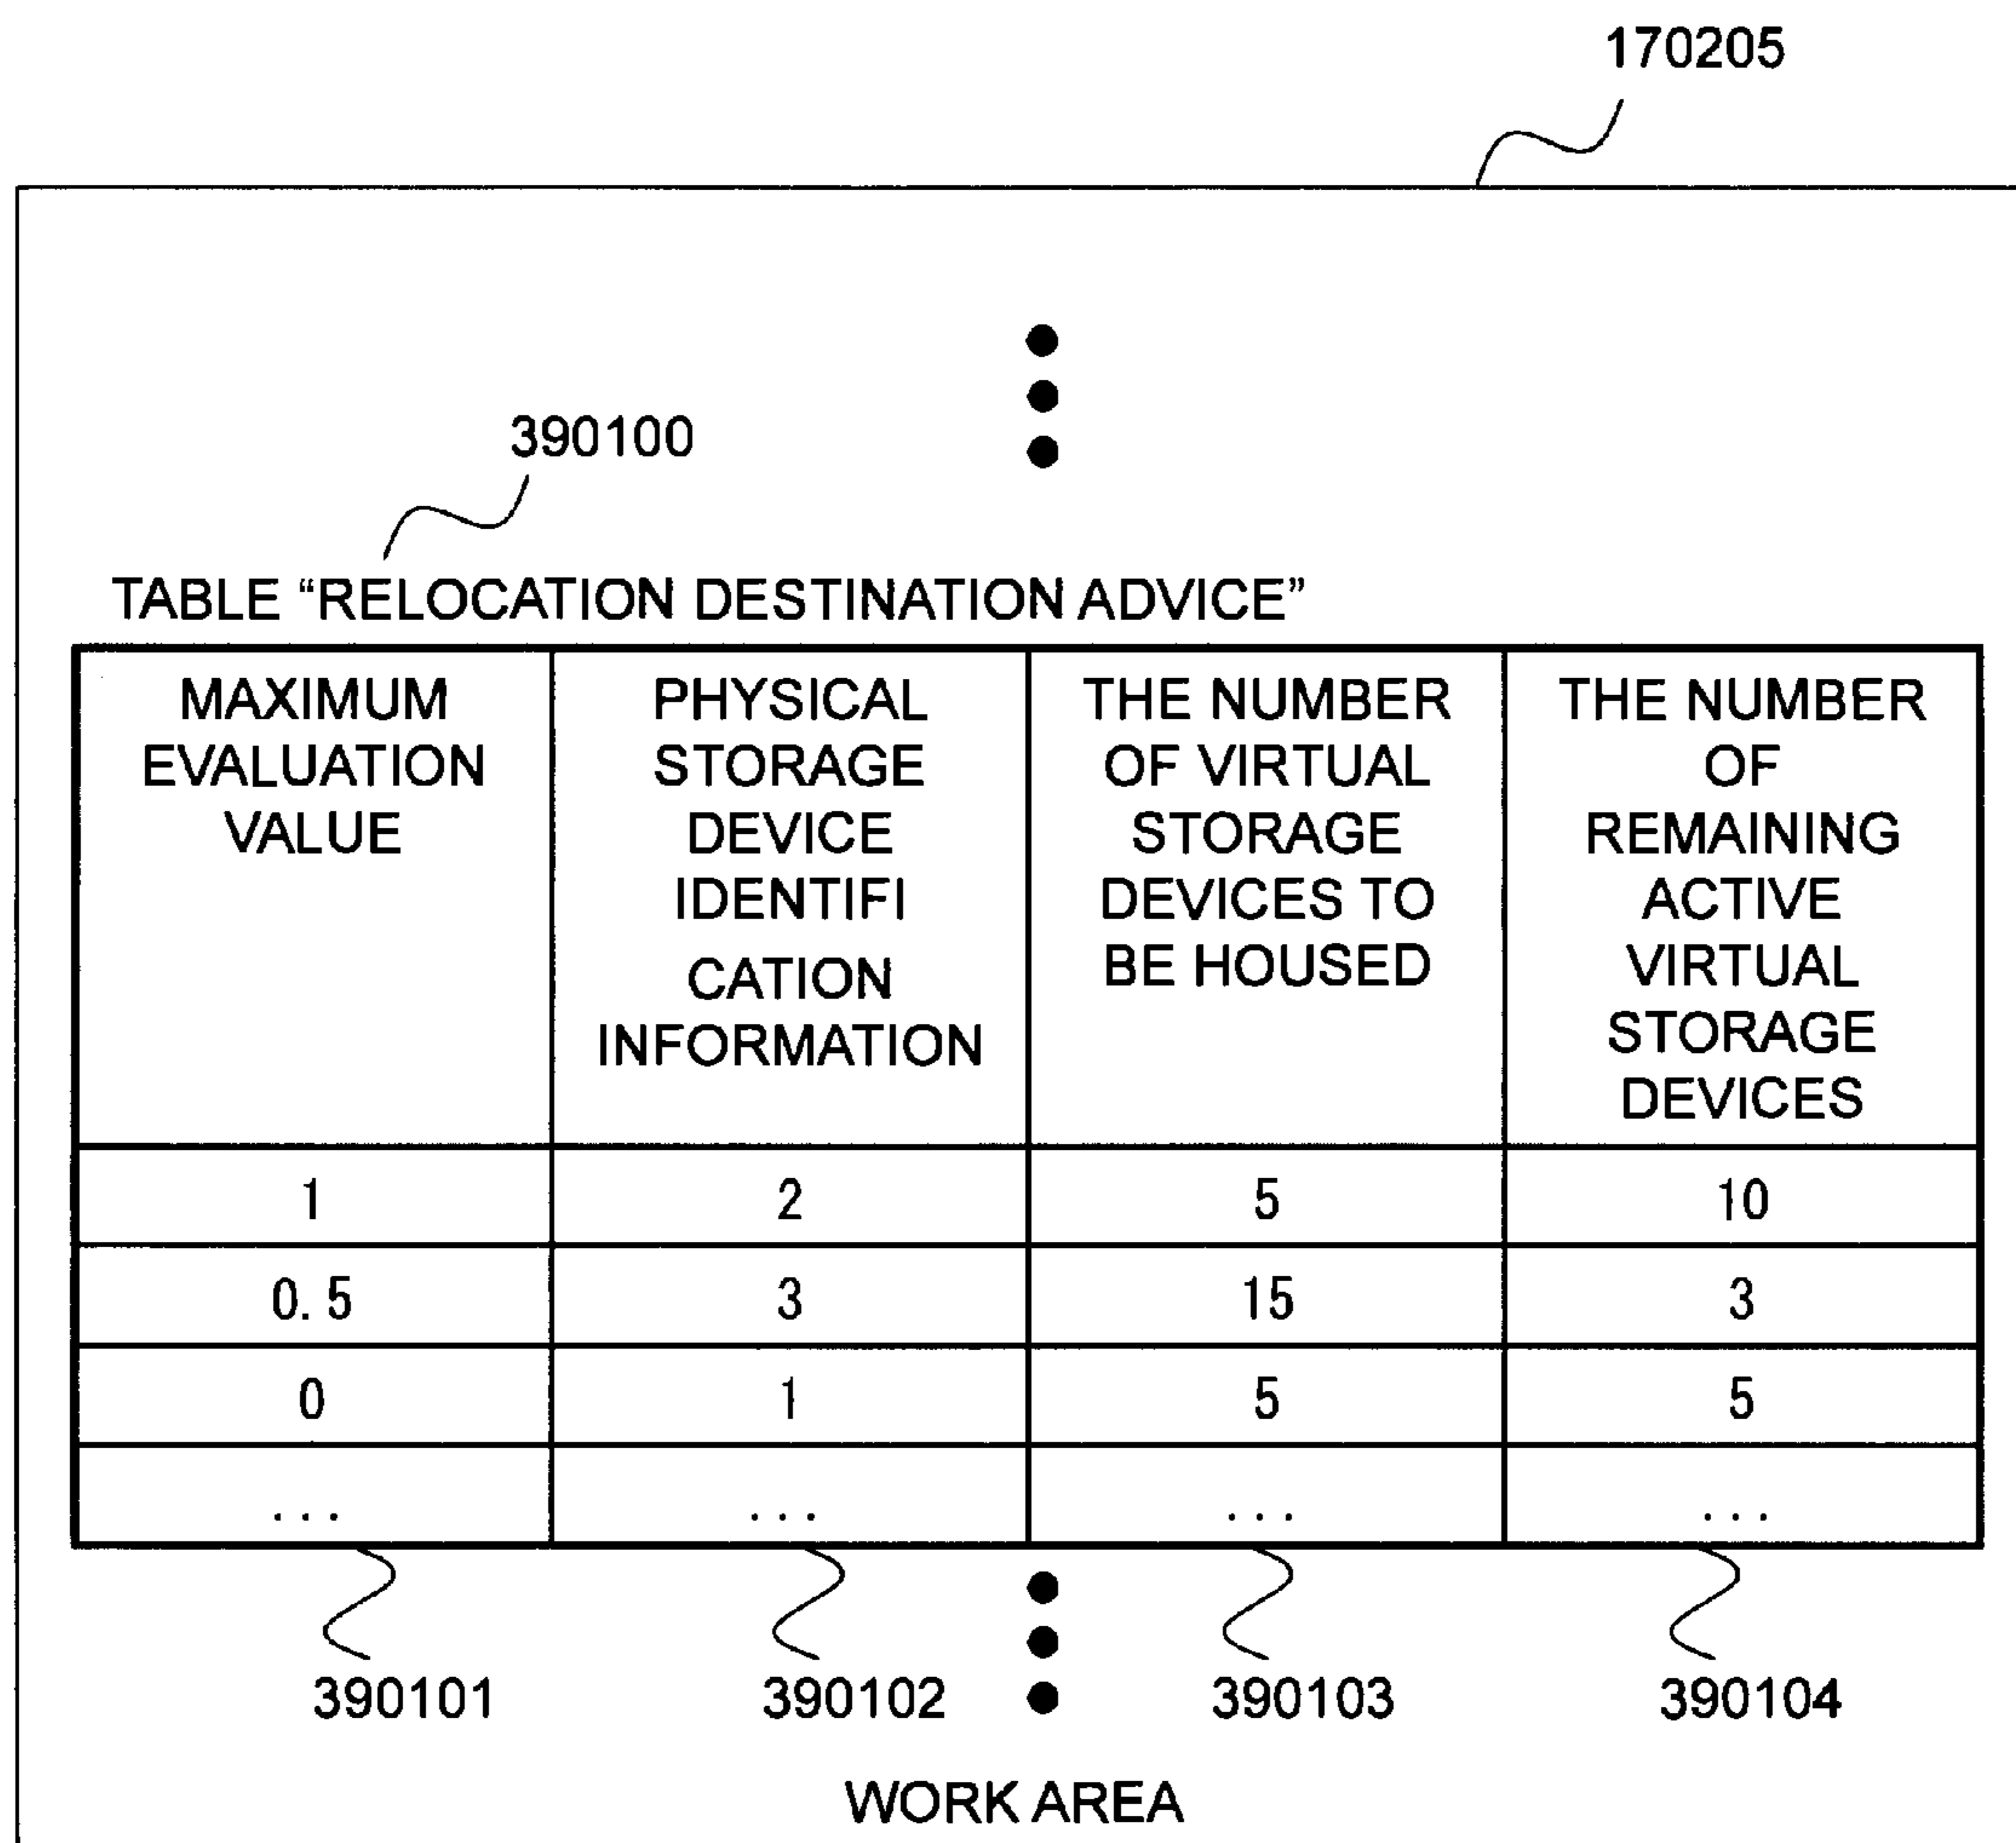 170205
390100
TABLE “RELOCATION DESTINATION ADVICE”
MAXIMUM
EVALUATION
VALUE
PHYSICAL
STORAGE
DEVICE
IDENTIFI
CATION
INFORMATION
THE NUMBER
OF VIRTUAL
STORAGE
DEVICES TO
BE HOUSED
THE NUMBER
OF
REMAINING
ACTIVE
VIRTUAL
STORAGE
DEVICES
1 2 5 10
0.5 3 15 3
0 1 5 5
... ... ... ...
390101 390102 390103 390104
WORK AREA